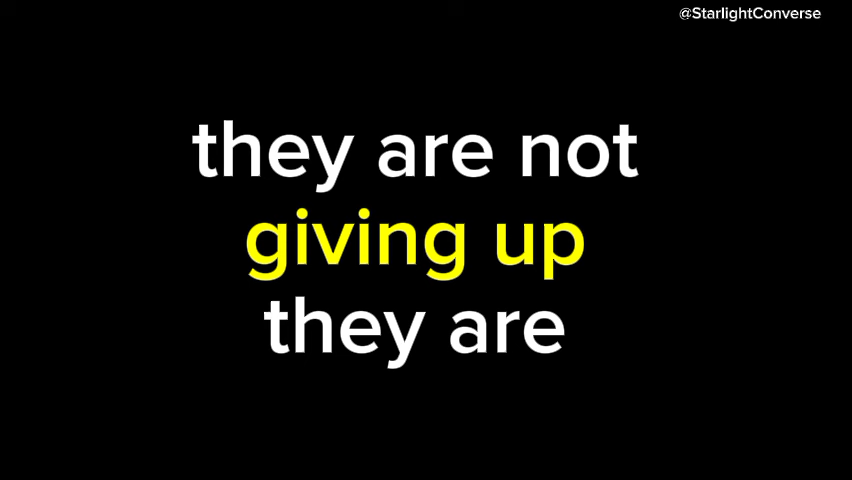 @StarlightConverse
they are not
giving up
they are